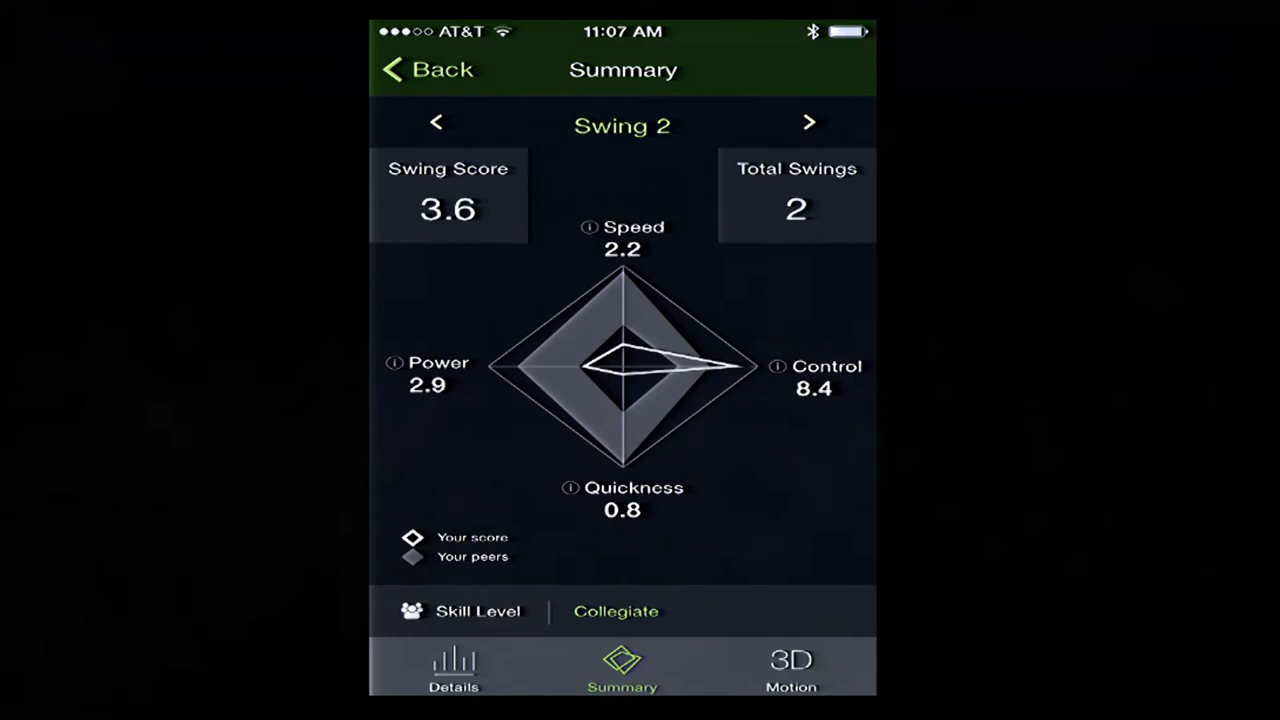 AT&T 11:07 AM
Back Summary
Swing 2
Swing Score Total Swings
3.6 2
Speed
2.2
Power Control
2.9 8.4
Quickness
0.8
Your score
Your peers
Skill Level Collegiate
3D
Details Summary Motion